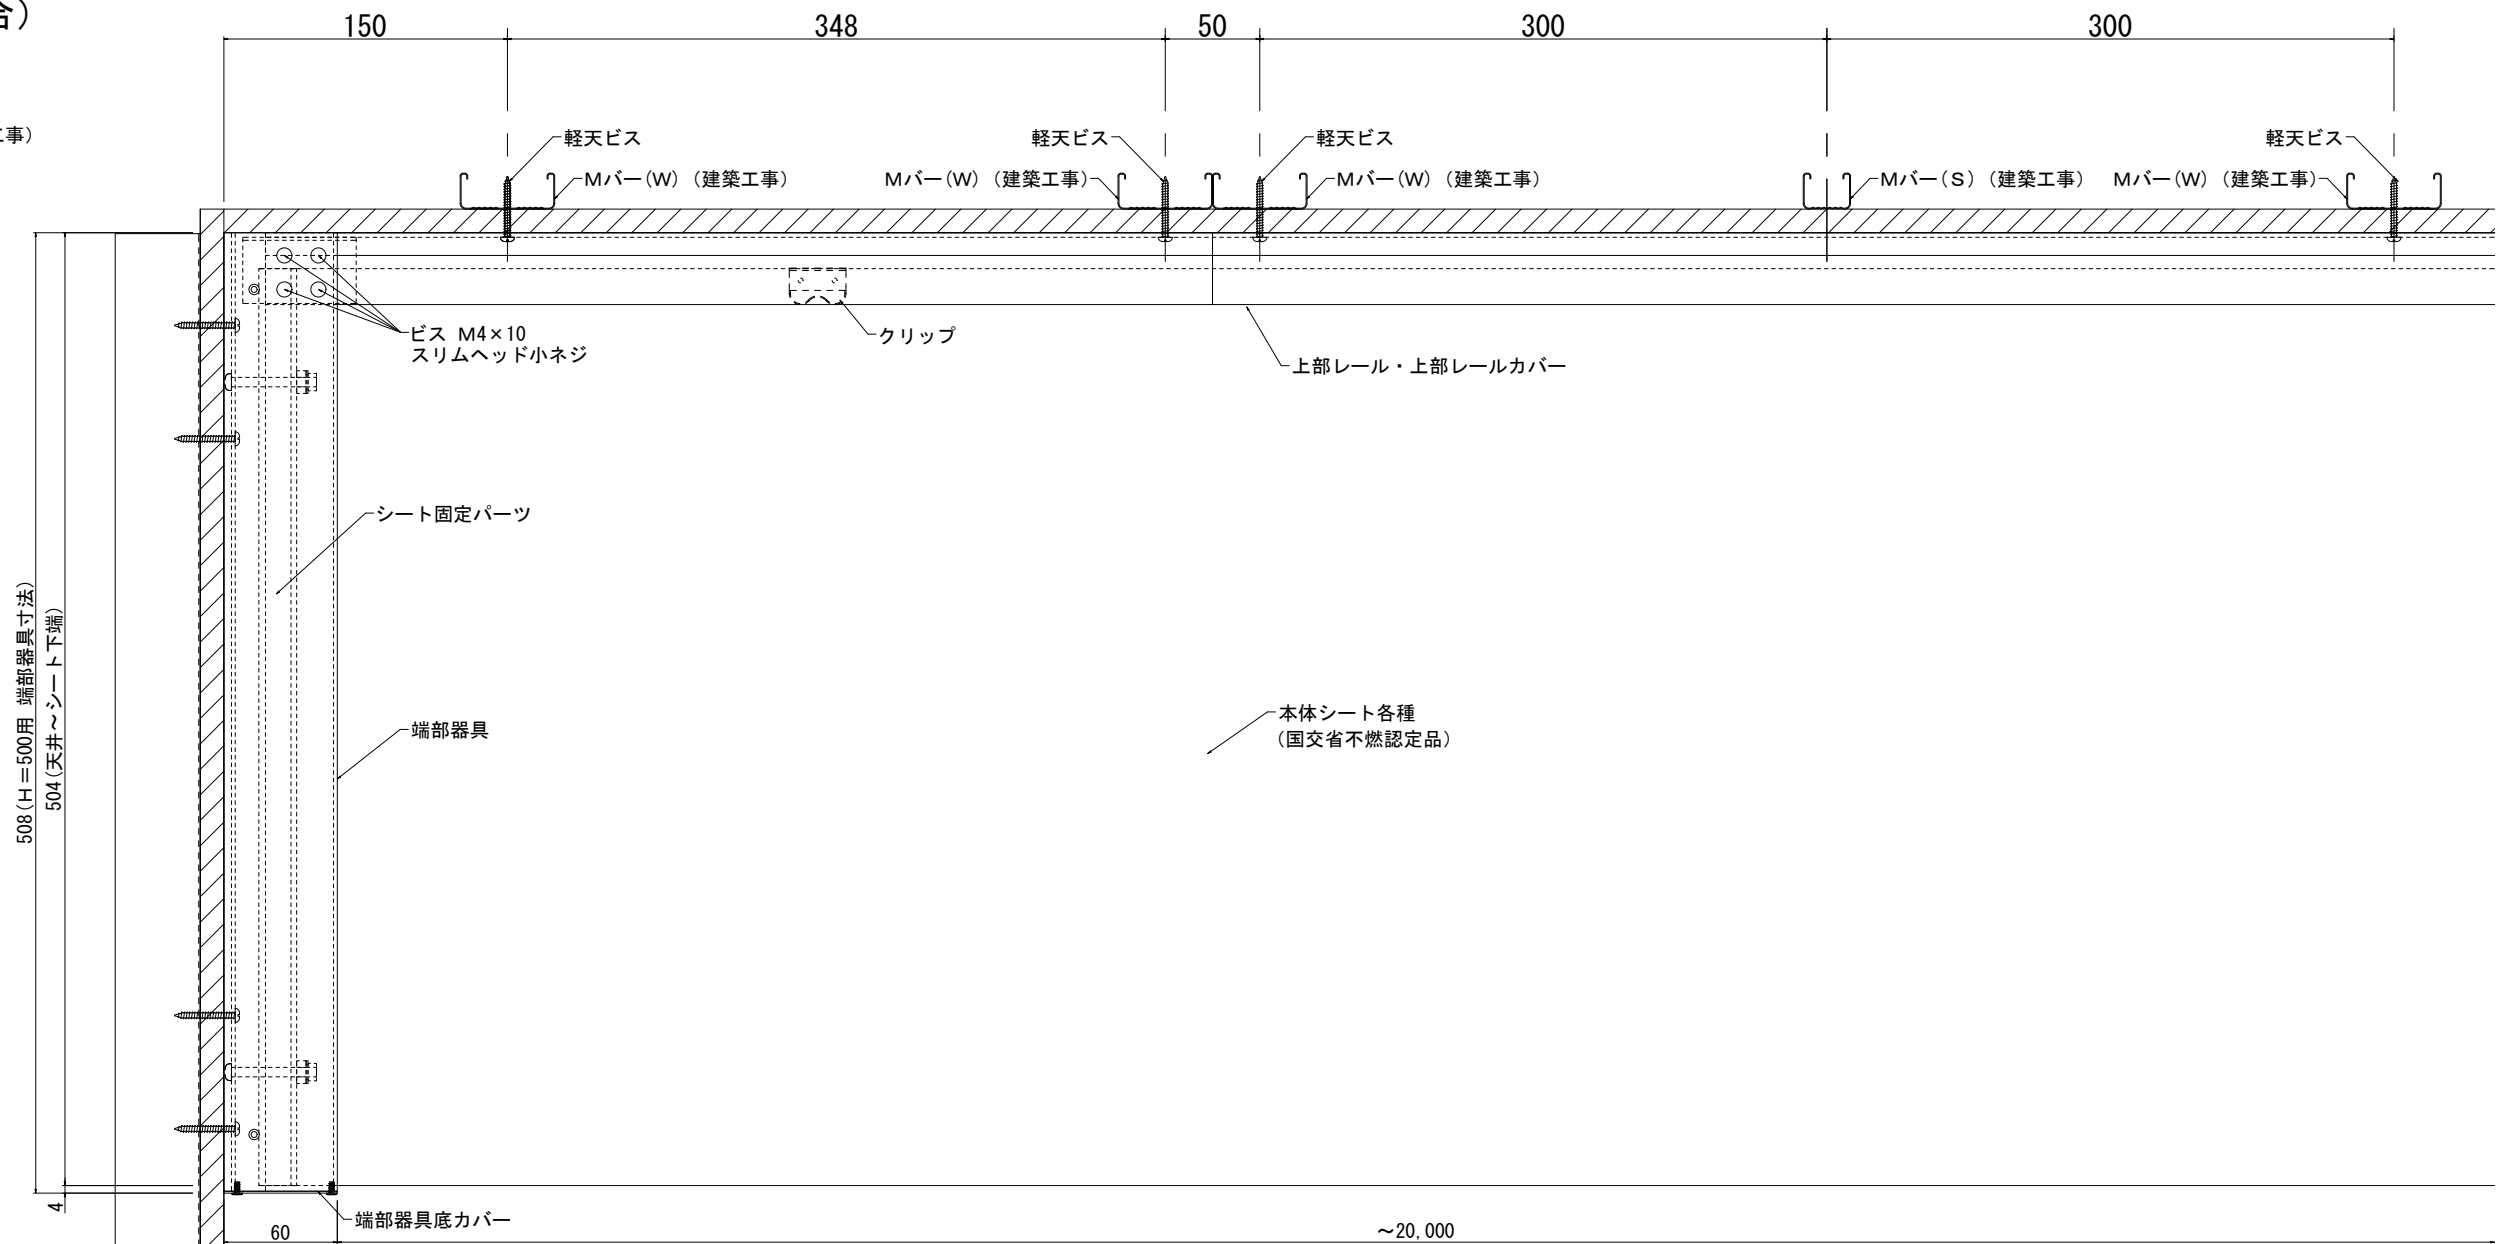 合)
150
348
50
300
300
工事)
軽天ビス
軽天ビス
軽天ビス
軽天ビス
Mバー(W) (建築工事)
Mバー(W) (建築工事)
Mバー(W) (建築工事)
Mバー(S) (建築工事)
Mバー(W) (建築工事)
ビス M4×10
スリムヘッド小ネジ
クリップ
上部レール・上部レールカバー
シート固定パーツ
508(H=500用 端部器具寸法)
504(天井~シート下端)
端部器具
本体シート各種
(国交省不燃認定品)
4
端部器具底カバー
60
~20,000